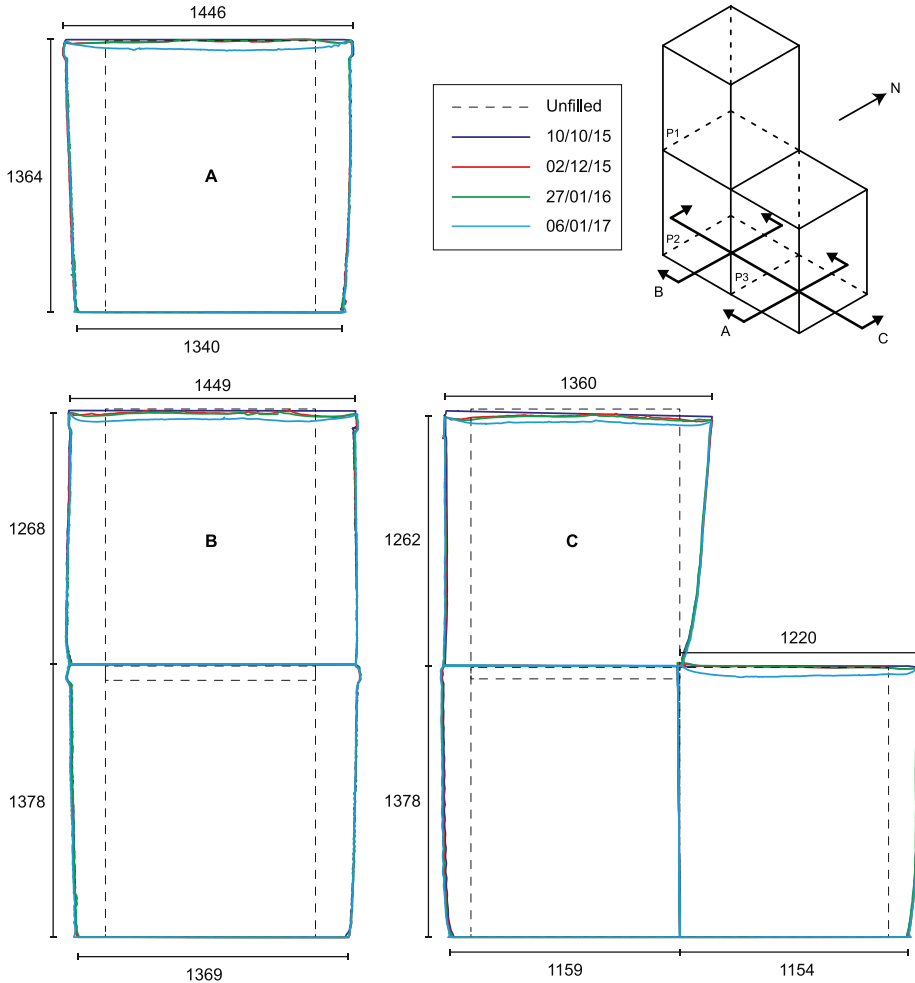 1446
1364
A
1340
Unfilled
10/10/15
02/12/15
27/01/16
06/01/17
N
P1
P2
P3
B
A
C
1449
1268
B
1378
1369
1360
1262
C
1220
1378
1159
1154